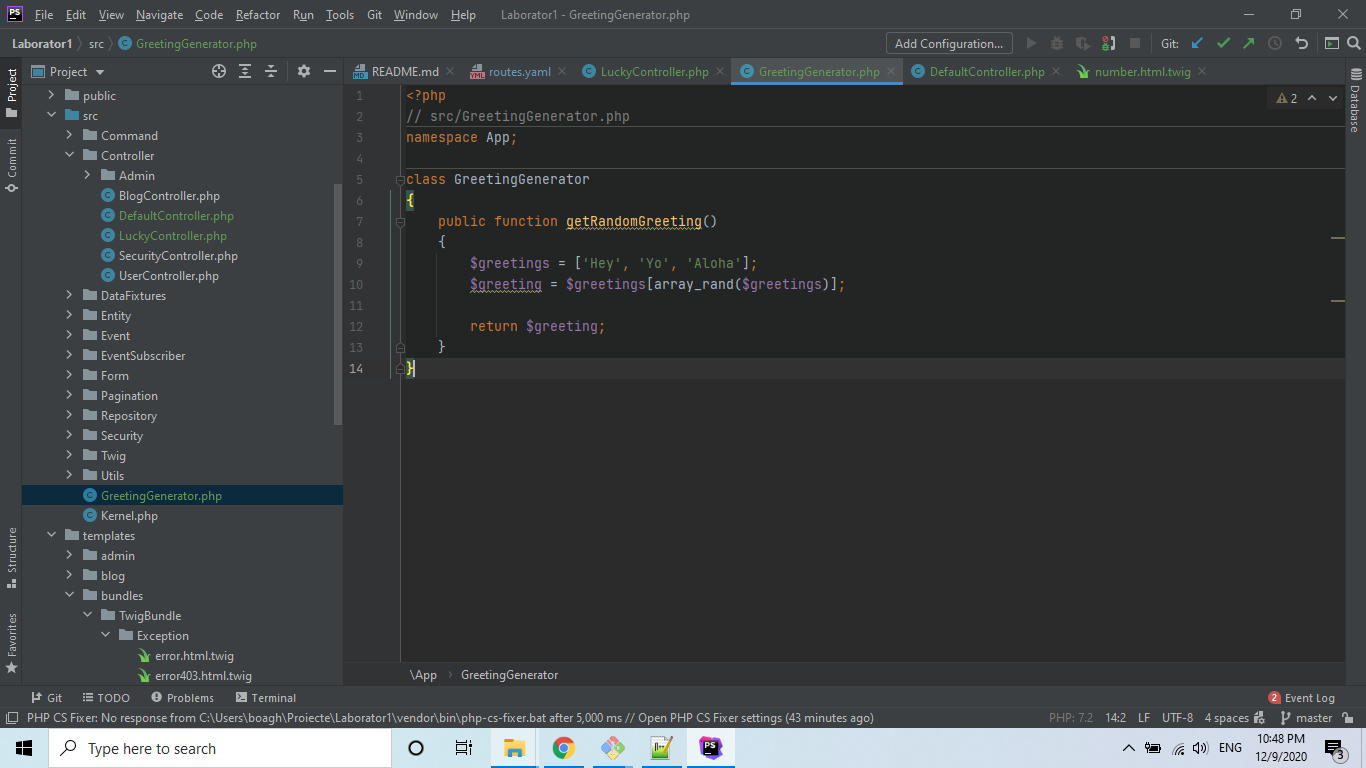 PS File Edit View Navigate Code Refactor Run Tools Git Window Help Laborator1 - GreetingGenerator.php
Laborator1 src GreetingGenerator.php Add Configuration... Git:
Project
README.md routes.yaml LuckyController.php GreetingGenerator.php DefaultController.php number.html.twig
Project
Commit
Structure
Favorites
public
src
Command
Controller
Admin
BlogController.php
DefaultController.php
LuckyController.php
SecurityController.php
UserController.php
DataFixtures
Entity
Event
EventSubscriber
Form
Pagination
Repository
Security
Twig
Utils
GreetingGenerator.php
Kernel.php
templates
admin
blog
bundles
TwigBundle
Exception
error.html.twig
error403.html.twig
1 <?php
2 // src/GreetingGenerator.php
3 namespace App;
4
5 class GreetingGenerator
6 {
7 public function getRandomGreeting()
8 {
9 $greetings = ['Hey', 'Yo', 'Aloha'];
10 $greeting = $greetings[array_rand($greetings)];
11
12 return $greeting;
13 }
14 }
2
Database
\App GreetingGenerator
Git TODO Problems Terminal 2 Event Log
PHP CS Fixer: No response from C:\Users\boagh\Proiecte\Laborator1\vendor\bin\php-cs-fixer.bat after 5,000 ms // Open PHP CS Fixer settings (43 minutes ago) PHP: 7.2 14:2 LF UTF-8 4 spaces master
Type here to search PS ENG 10:48 PM
12/9/2020 3